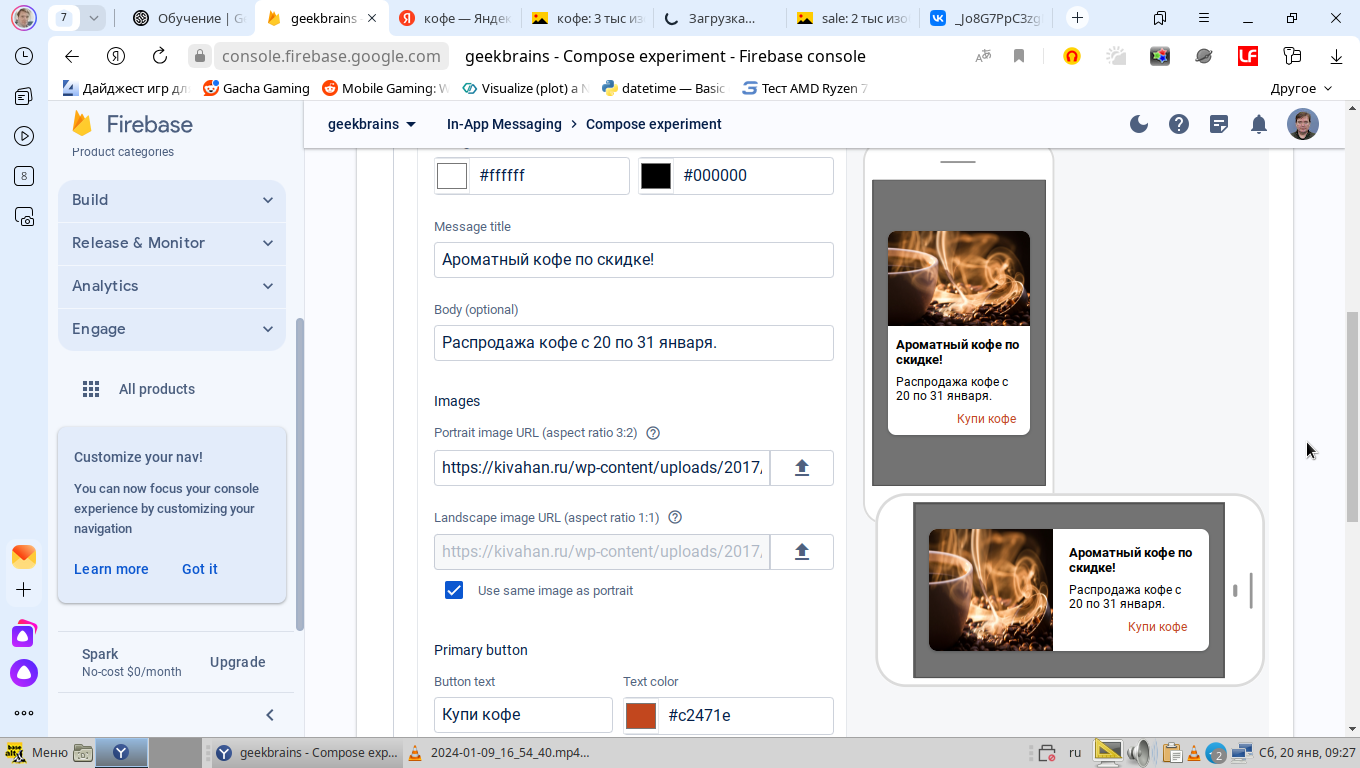 7
Обучение | G
geekbrains
кофе — Яндек
кофе: 3 тыс из
Загрузка...
sale: 2 тыс изо
_Jo8G7PpC3zg
console.firebase.google.com
geekbrains - Compose experiment - Firebase console
Дайджест игр дл
Gacha Gaming
Mobile Gaming: W
Visualize (plot) a N
datetime — Basic
Тест AMD Ryzen 7
Другое
8
Firebase
Product categories
Build
Release & Monitor
Analytics
Engage
All products
Customize your nav!
You can now focus your console
experience by customizing your
navigation
Learn more
Got it
Spark
No-cost $0/month
Upgrade
geekbrains
In-App Messaging
Compose experiment
#ffffff
#000000
Message title
Ароматный кофе по скидке!
Body (optional)
Распродажа кофе с 20 по 31 января.
Images
Portrait image URL (aspect ratio 3:2)
https://kivahan.ru/wp-content/uploads/2017/
Landscape image URL (aspect ratio 1:1)
https://kivahan.ru/wp-content/uploads/2017/
Use same image as portrait
Primary button
Button text
Text color
Купи кофе
#c2471e
Ароматный кофе по
скидке!
Распродажа кофе с
20 по 31 января.
Купи кофе
Ароматный кофе по
скидке!
Распродажа кофе с
20 по 31 января.
Купи кофе
Меню
geekbrains - Compose exp...
2024-01-09_16_54_40.mp4...
ru
2
Сб, 20 янв, 09:27